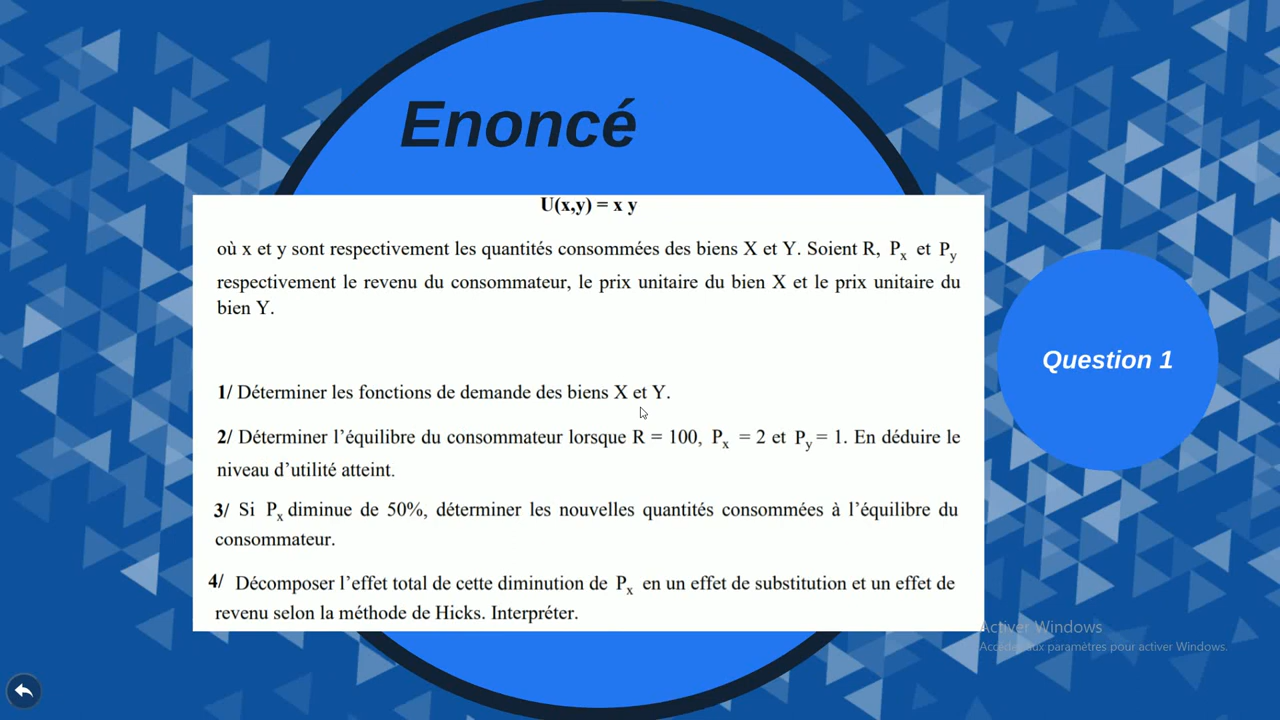 Enoncé
U(x,y) = x y
où x et y sont respectivement les quantités consommées des biens X et Y. Soient R, Px et Py
respectivement le revenu du consommateur, le prix unitaire du bien X et le prix unitaire du
bien Y.
1/ Déterminer les fonctions de demande des biens X et Y.
2/ Déterminer l’équilibre du consommateur lorsque R = 100, Px = 2 et Py = 1. En déduire le
niveau d’utilité atteint.
3/ Si Px diminue de 50%, déterminer les nouvelles quantités consommées à l’équilibre du
consommateur.
4/ Décomposer l’effet total de cette diminution de Px en un effet de substitution et un effet de
revenu selon la méthode de Hicks. Interpréter.
Question 1
Activer Windows
Accédez aux paramètres pour activer Windows.